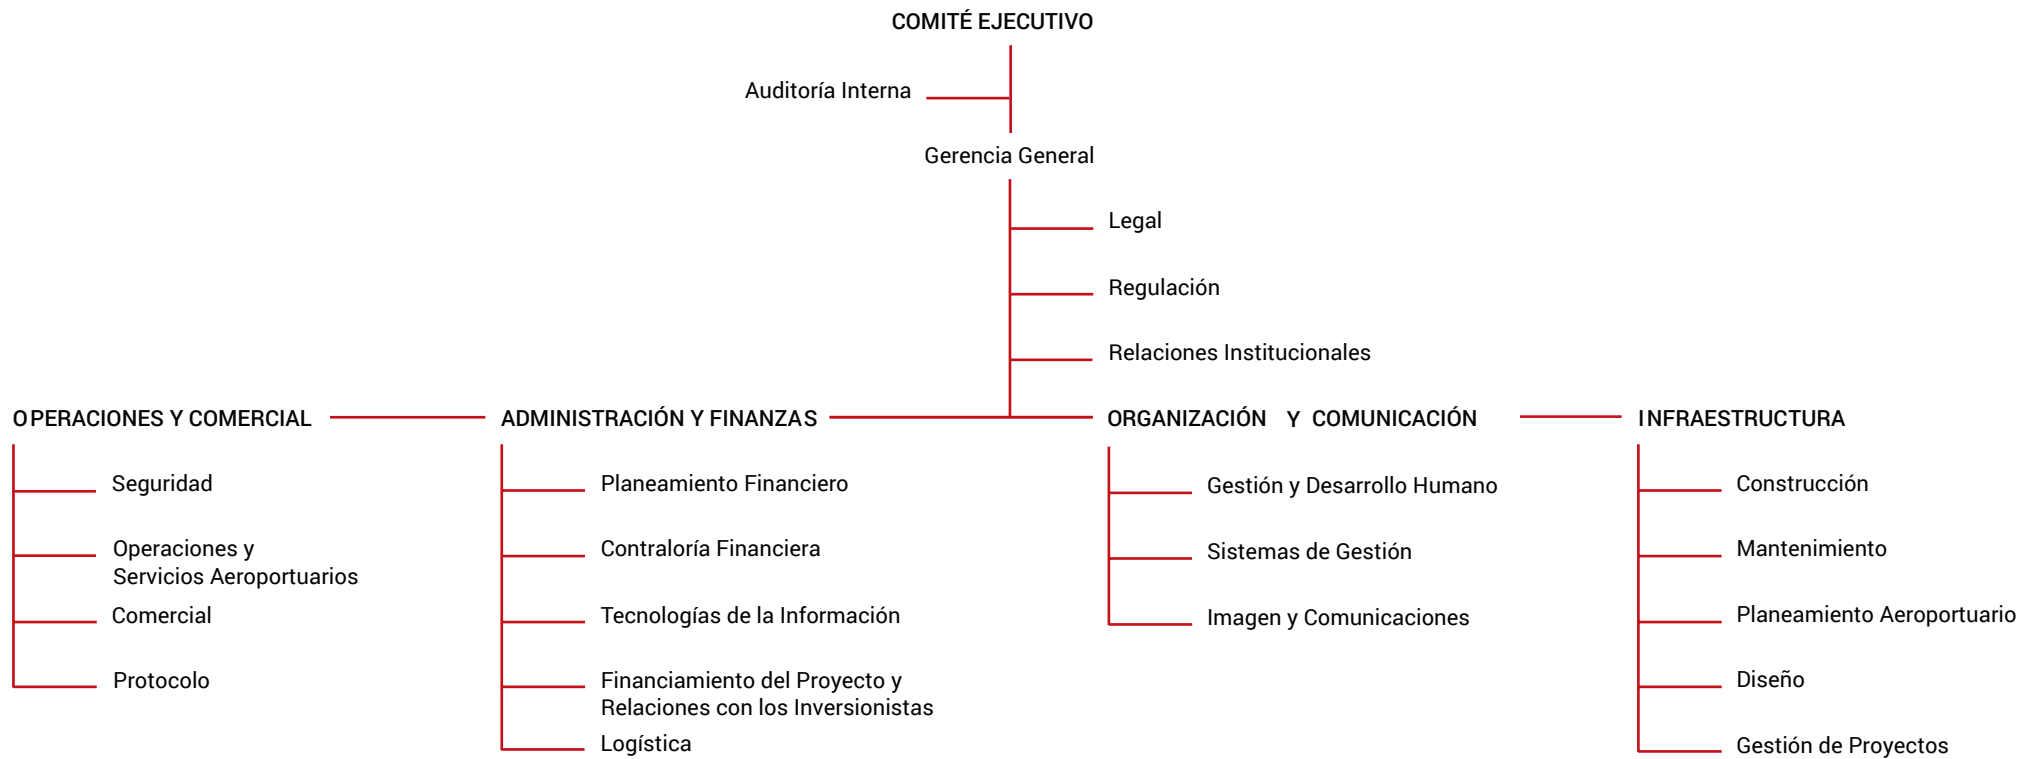 COMITÉ EJECUTIVO
Auditoría Interna
Gerencia General
Legal
Regulación
Relaciones Institucionales
OPERACIONES Y COMERCIAL
Seguridad
Operaciones y
Servicios Aeroportuarios
Comercial
Protocolo
ADMINISTRACIÓN Y FINANZAS
Planeamiento Financiero
Contraloría Financiera
Tecnologías de la Información
Financiamiento del Proyecto y
Relaciones con los Inversionistas
Logística
ORGANIZACIÓN Y COMUNICACIÓN
Gestión y Desarrollo Humano
Sistemas de Gestión
Imagen y Comunicaciones
INFRAESTRUCTURA
Construcción
Mantenimiento
Planeamiento Aeroportuario
Diseño
Gestión de Proyectos